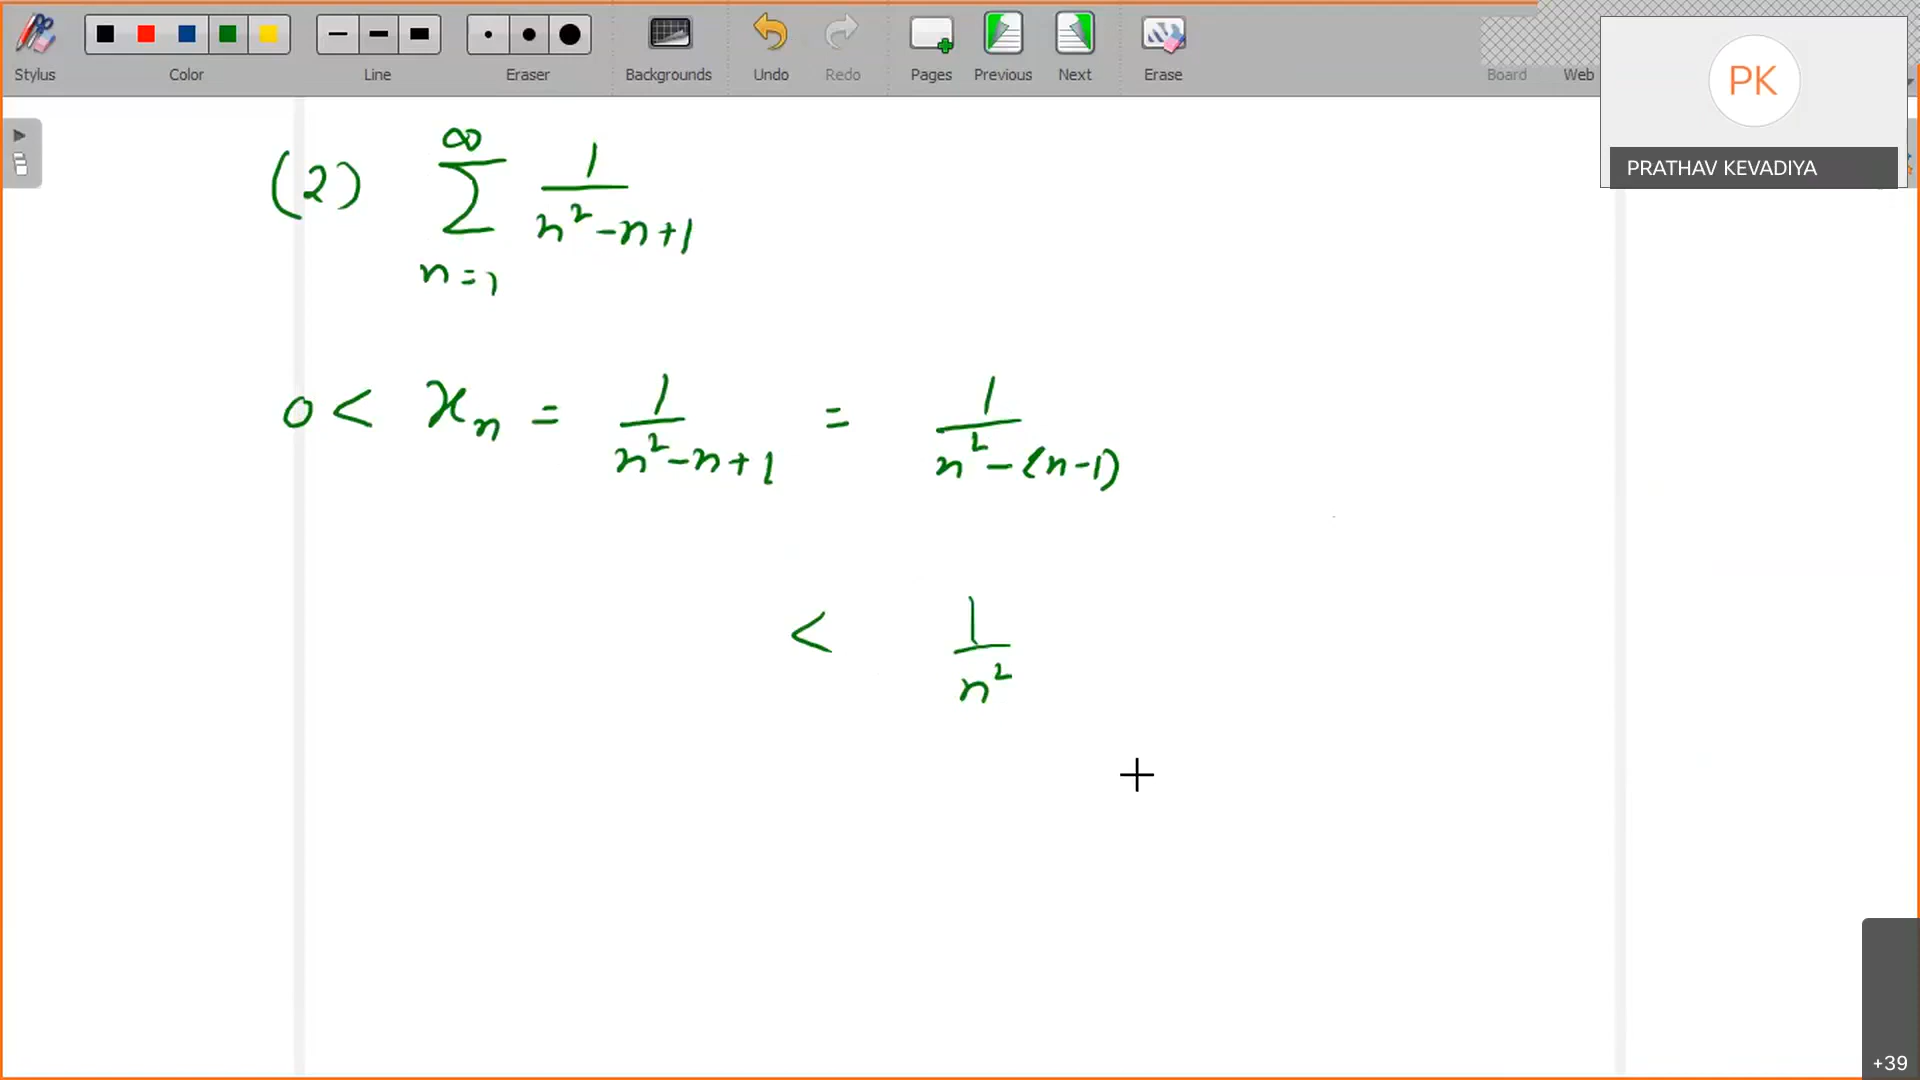 Stylus Color Line Eraser Backgrounds Undo Redo Pages Previous Next Erase Board Web
PK
PRATHAV KEVADIYA
(2) ∑_{n=1}^{∞} 1/(n²-n+1)
0 < x_n = 1/(n²-n+1) = 1/(n²-(n-1))
< 1/n²
+39